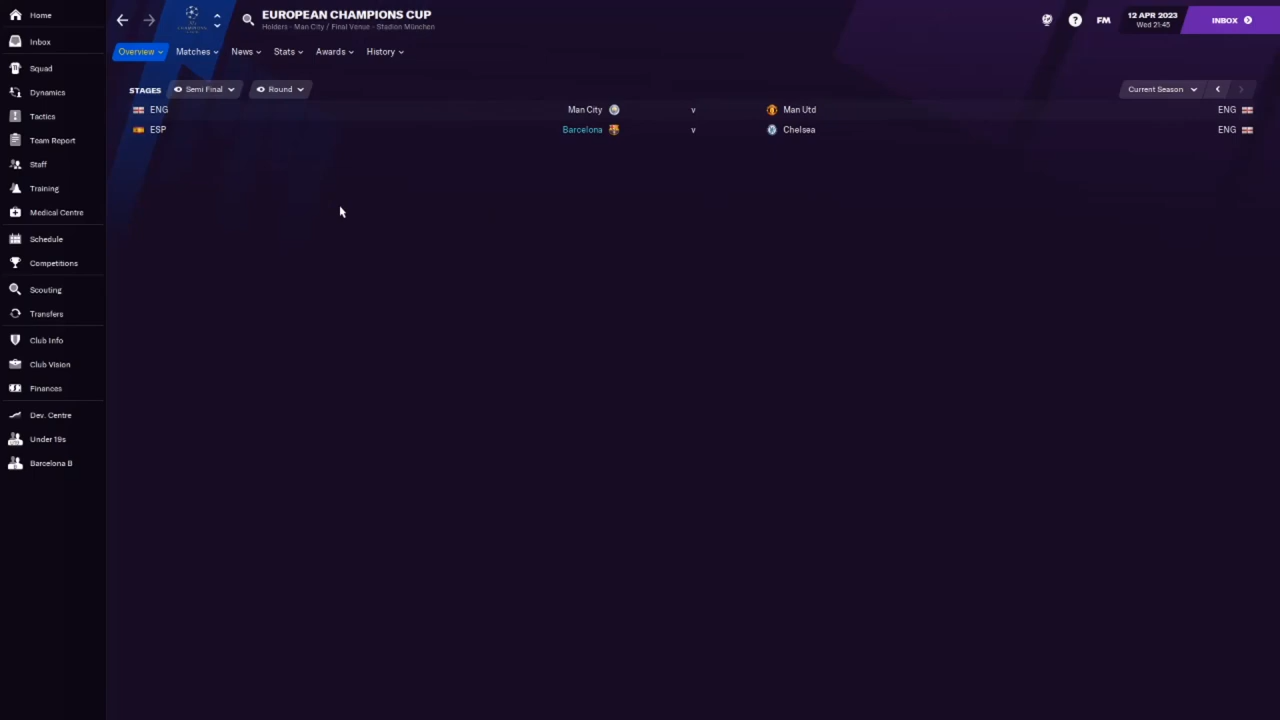 Home
Inbox
Squad
Dynamics
Tactics
Team Report
Staff
Training
Medical Centre
Schedule
Competitions
Scouting
Transfers
Club Info
Club Vision
Finances
Dev. Centre
Under 19s
Barcelona B
EUROPEAN CHAMPIONS CUP
Holders - Man City / Final Venue - Stadion München
FM
12 APR 2023
Wed 21:45
INBOX
Overview
Matches
News
Stats
Awards
History
STAGES
Semi Final
Round
Current Season
ENG Man City v Man Utd ENG
ESP Barcelona v Chelsea ENG